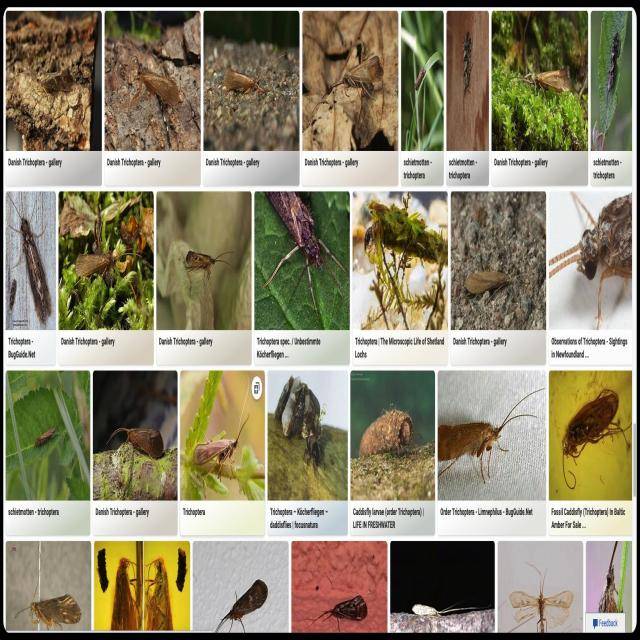 Danish Trichoptera - gallery
Danish Trichoptera - gallery
Danish Trichoptera - gallery
Danish Trichoptera - gallery
schietmotten -
trichoptera
schietmotten -
trichoptera
Danish Trichoptera - gallery
schietmotten -
trichoptera
Trichoptera -
BugGuide.Net
Danish Trichoptera - gallery
Danish Trichoptera - gallery
Trichoptera spec. / Unbestimmte
Köcherfliegen ...
Trichoptera | The Microscopic Life of Shetland
Lochs
Danish Trichoptera - gallery
Observations of Trichoptera - Sightings
in Newfoundland ...
schietmotten - trichoptera
Danish Trichoptera - gallery
Trichoptera
Trichoptera ~ Köcherfliegen ~
caddisflies | focusnatura
Caddisfly larvae (order Trichoptera) |
LIFE IN FRESHWATER
Order Trichoptera - Limnephilus - BugGuide.Net
Fossil Caddisfly (Trichoptera) In Baltic
Amber For Sale ...
Feedback